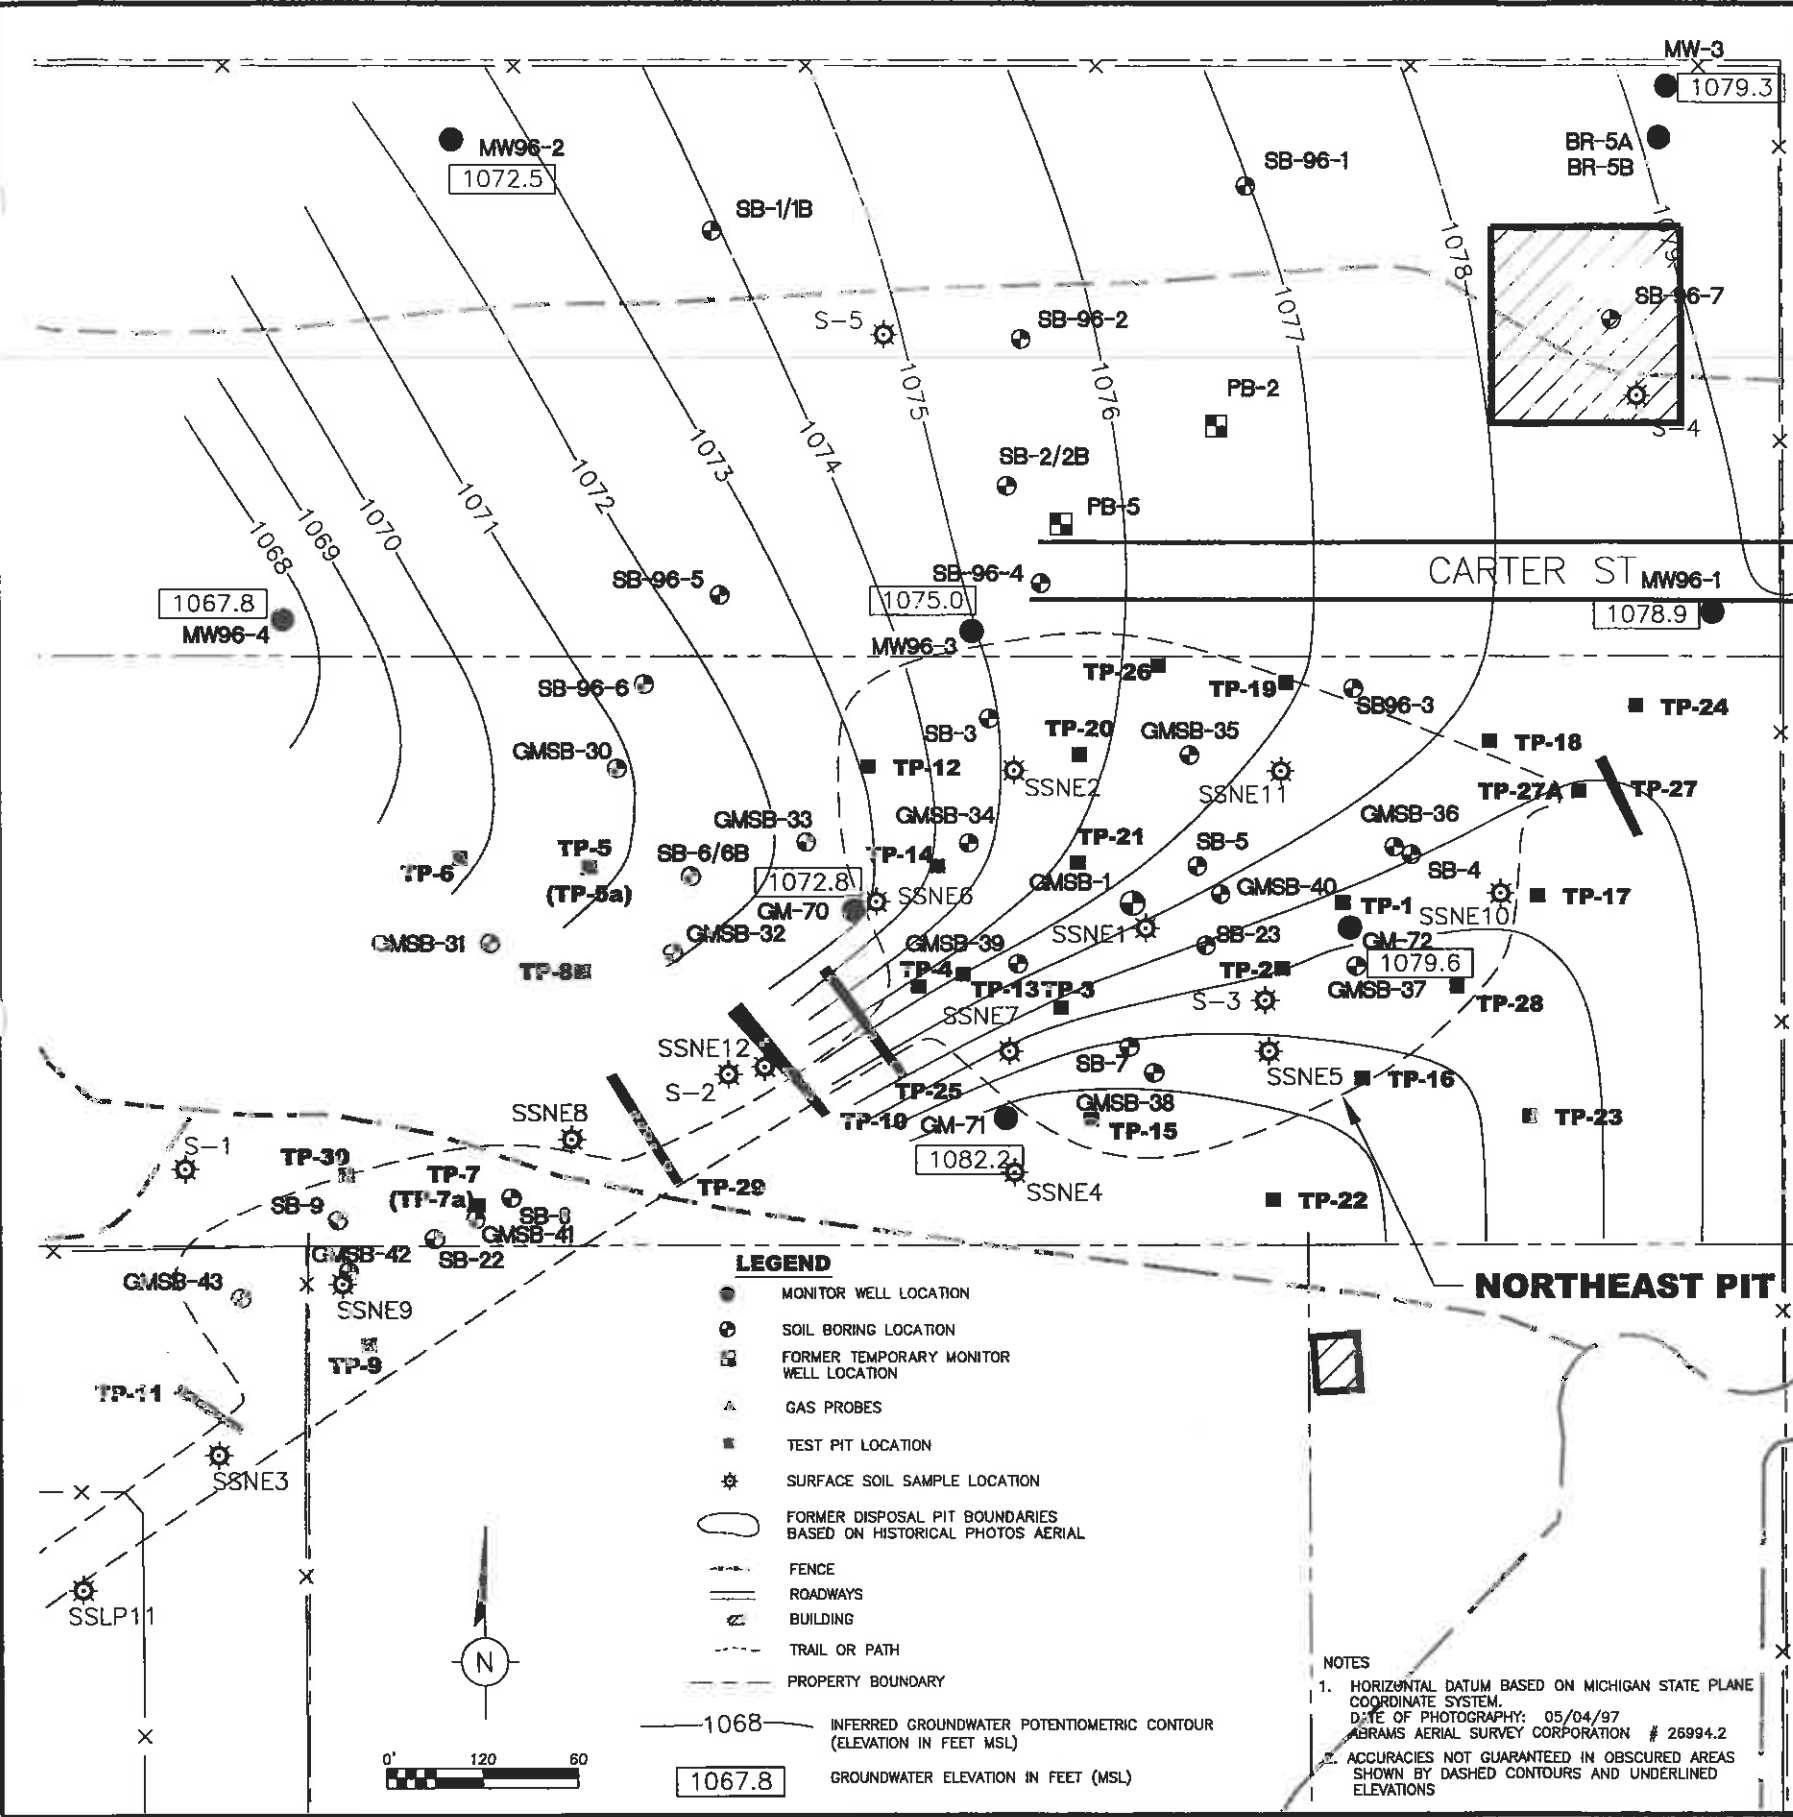 MW-3
1079.3
MW96-2
1072.5
BR-5A
BR-5B
SB-96-1
SB-1/1B
1078
1079
SB-96-7
S-5
SB-96-2
1077
1075
1076
PB-2
S-4
1074
1073
SB-2/2B
1072
1071
PB-5
1070
1069
1068
CARTER ST
SB-96-5
SB-96-4
MW96-1
1067.8
1075.0
1078.9
MW96-4
MW96-3
TP-26
SB-96-6
TP-19
SB96-3
TP-24
SB-3
TP-20
GMSB-35
TP-18
GMSB-30
TP-12
SSNE2
SSNE11
TP-27A
TP-27
GMSB-33
GMSB-34
GMSB-36
TP-21
SB-5
TP-5
SB-6/6B
TP-14
SB-4
TP-6
1072.8
GMSB-1
GMSB-40
(TP-5a)
SSNE6
TP-17
GM-70
TP-1
SSNE10
GMSB-31
GMSB-32
GMSB-39
SSNE1
SB-23
GM-72
1079.6
TP-8
TP-4
TP-2
TP-13
TP-3
GMSB-37
S-3
TP-28
SSNE7
SSNE12
SB-7
SSNE5
TP-16
S-2
TP-25
GMSB-38
SSNE8
TP-10
GM-71
TP-15
TP-23
S-1
TP-30
1082.2
TP-7
(TP-7a)
TP-29
SSNE4
TP-22
SB-9
SB-8
GMSB-41
GMSB-42
SB-22
GMSB-43
SSNE9
NORTHEAST PIT
TP-9
TP-11
SSNE3
SSLP11
LEGEND
MONITOR WELL LOCATION
SOIL BORING LOCATION
FORMER TEMPORARY MONITOR
WELL LOCATION
GAS PROBES
TEST PIT LOCATION
SURFACE SOIL SAMPLE LOCATION
FORMER DISPOSAL PIT BOUNDARIES
BASED ON HISTORICAL PHOTOS AERIAL
FENCE
ROADWAYS
BUILDING
TRAIL OR PATH
PROPERTY BOUNDARY
1068
INFERRED GROUNDWATER POTENTIOMETRIC CONTOUR
(ELEVATION IN FEET MSL)
1067.8
GROUNDWATER ELEVATION IN FEET (MSL)
N
0' 120 60
NOTES
1. HORIZONTAL DATUM BASED ON MICHIGAN STATE PLANE
COORDINATE SYSTEM.
DATE OF PHOTOGRAPHY: 05/04/97
ABRAMS AERIAL SURVEY CORPORATION # 26994.2
2. ACCURACIES NOT GUARANTEED IN OBSCURED AREAS
SHOWN BY DASHED CONTOURS AND UNDERLINED
ELEVATIONS